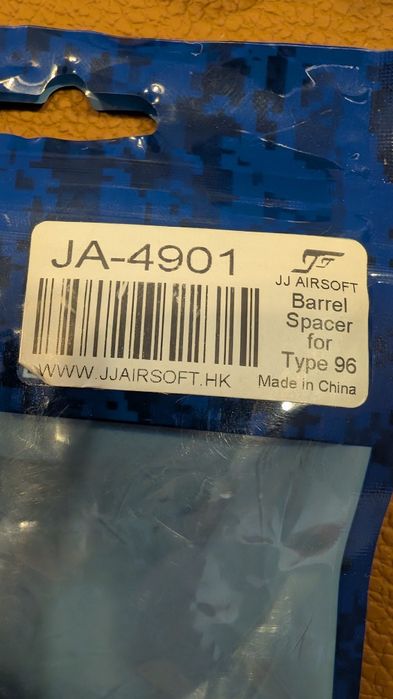 JA-4901
WWW.JJAIRSOFT.HK
JJ AIRSOFT
Barrel
Spacer
for
Type 96
Made in China